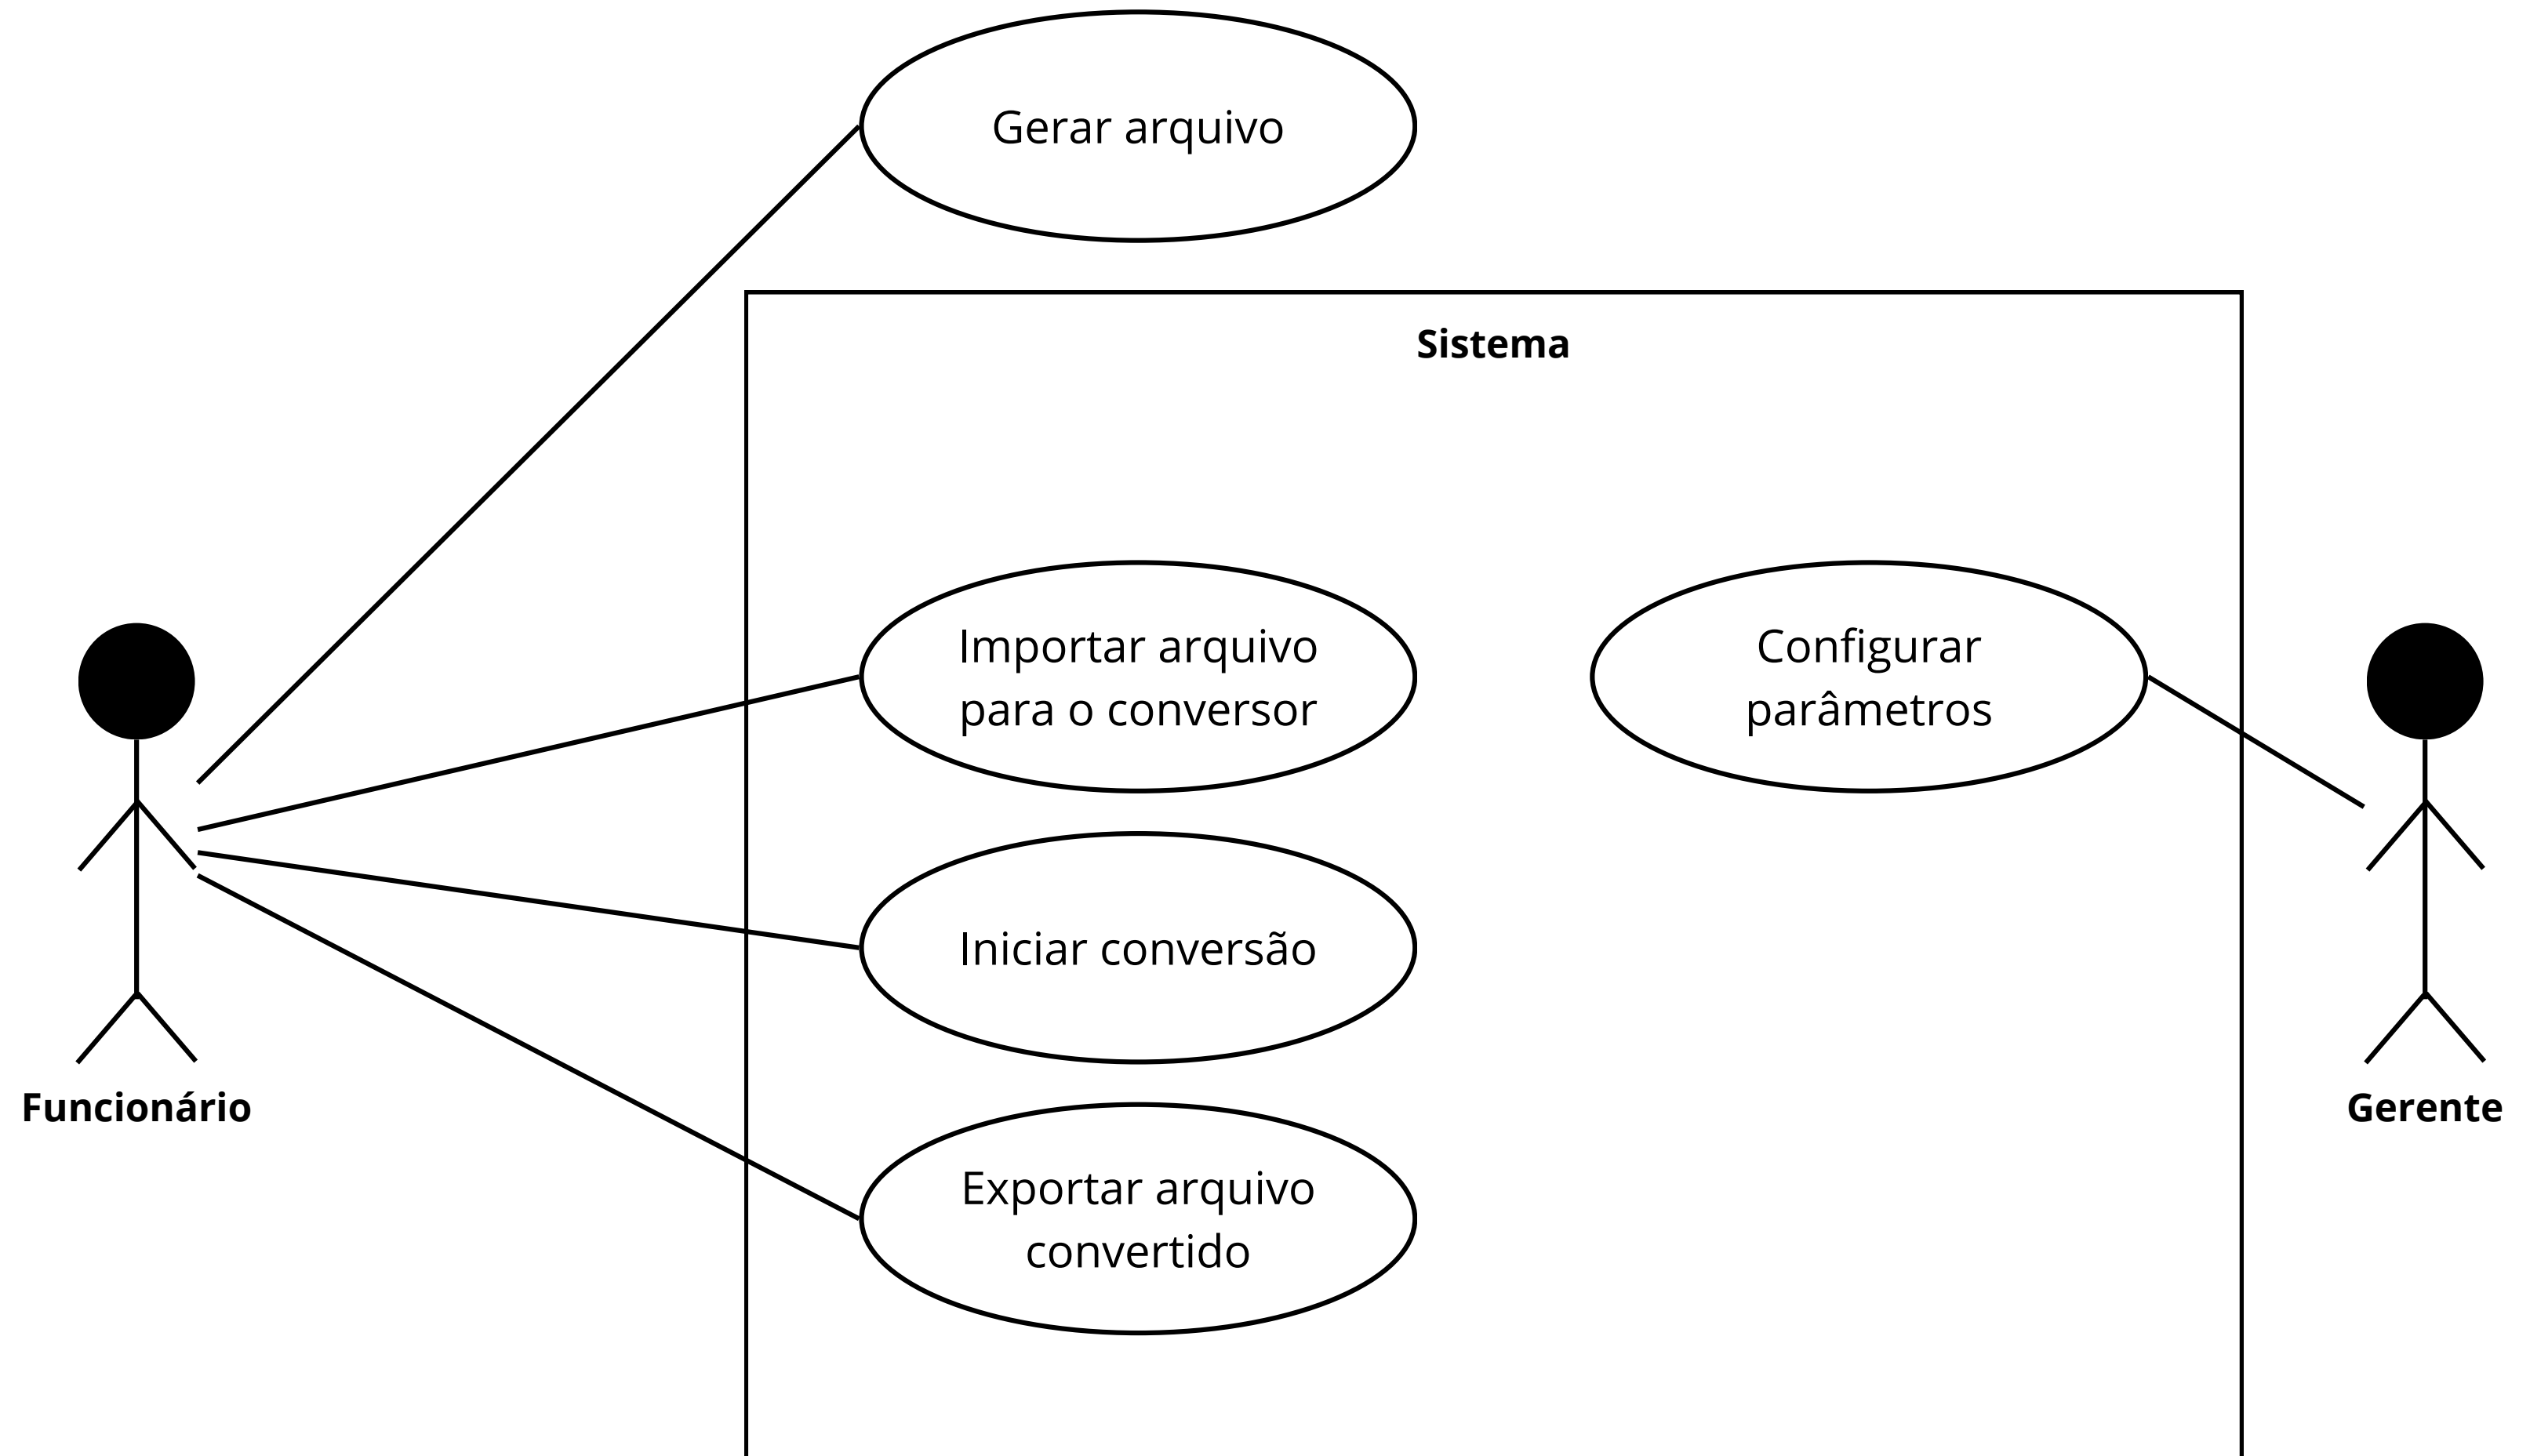 Gerar arquivo
Sistema
Importar arquivo
para o conversor
Configurar
parâmetros
Iniciar conversão
Funcionário
Gerente
Exportar arquivo
convertido